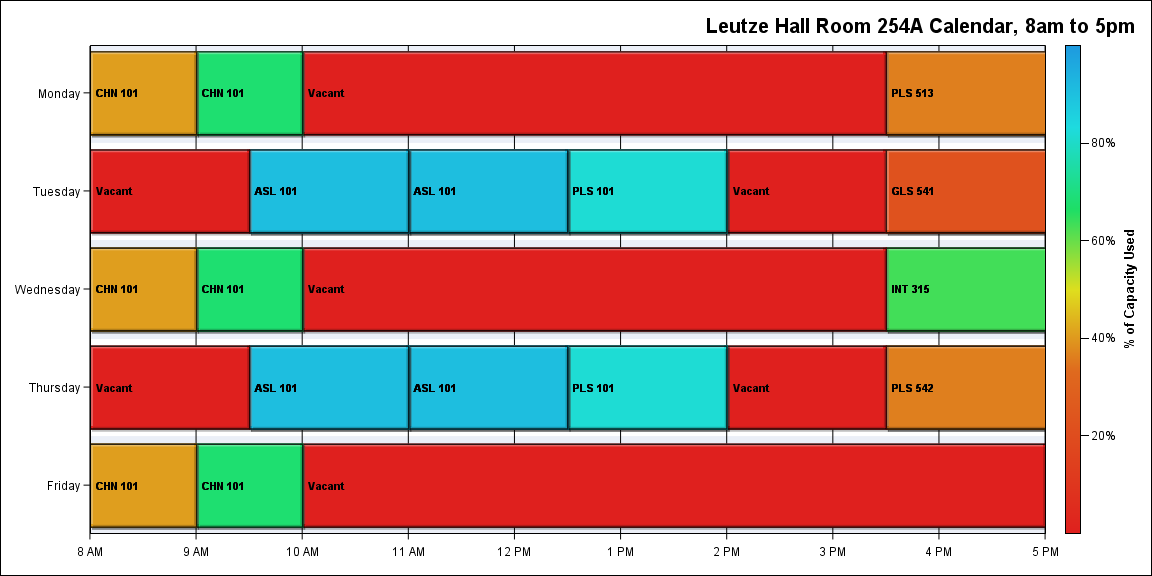 Leutze Hall Room 254A Calendar, 8am to 5pm
Monday
CHN 101
CHN 101
Vacant
PLS 513
Tuesday
Vacant
ASL 101
ASL 101
PLS 101
Vacant
GLS 541
Wednesday
CHN 101
CHN 101
Vacant
INT 315
Thursday
Vacant
ASL 101
ASL 101
PLS 101
Vacant
PLS 542
Friday
CHN 101
CHN 101
Vacant
8 AM
9 AM
10 AM
11 AM
12 PM
1 PM
2 PM
3 PM
4 PM
5 PM
80%
60%
40%
20%
% of Capacity Used